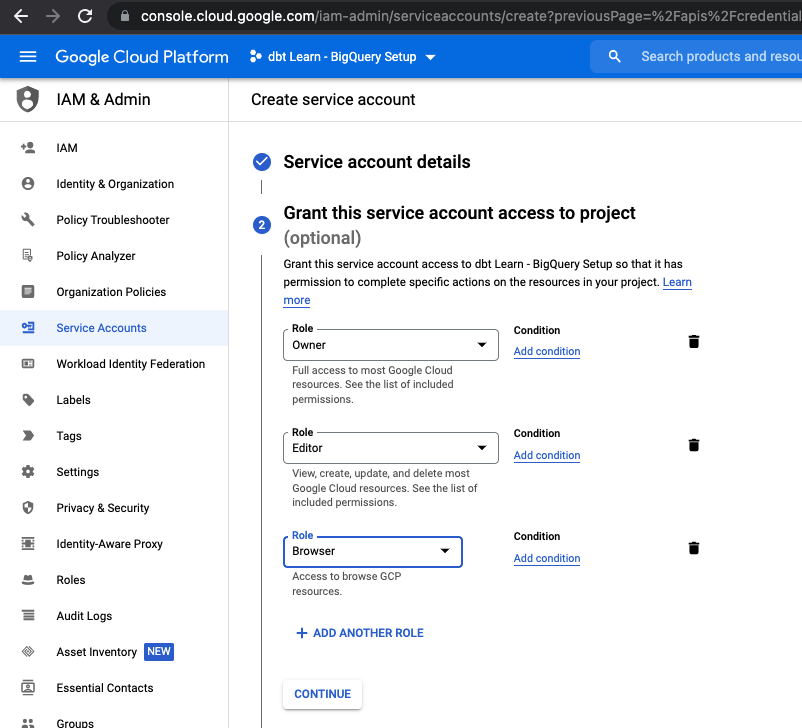 console.cloud.google.com/iam-admin/serviceaccounts/create?previousPage=%2Fapis%2Fcredential
Google Cloud Platform
dbt Learn - BigQuery Setup
Search products and resou
IAM & Admin
Create service account
IAM
Identity & Organization
Policy Troubleshooter
Policy Analyzer
Organization Policies
Service Accounts
Workload Identity Federation
Labels
Tags
Settings
Privacy & Security
Identity-Aware Proxy
Roles
Audit Logs
Asset Inventory NEW
Essential Contacts
Groups
Service account details
2
Grant this service account access to project
(optional)
Grant this service account access to dbt Learn - BigQuery Setup so that it has
permission to complete specific actions on the resources in your project. Learn
more
Role
Owner
Condition
Add condition
Full access to most Google Cloud
resources. See the list of included
permissions.
Role
Editor
Condition
Add condition
View, create, update, and delete most
Google Cloud resources. See the list of
included permissions.
Role
Browser
Condition
Add condition
Access to browse GCP
resources.
+ ADD ANOTHER ROLE
CONTINUE